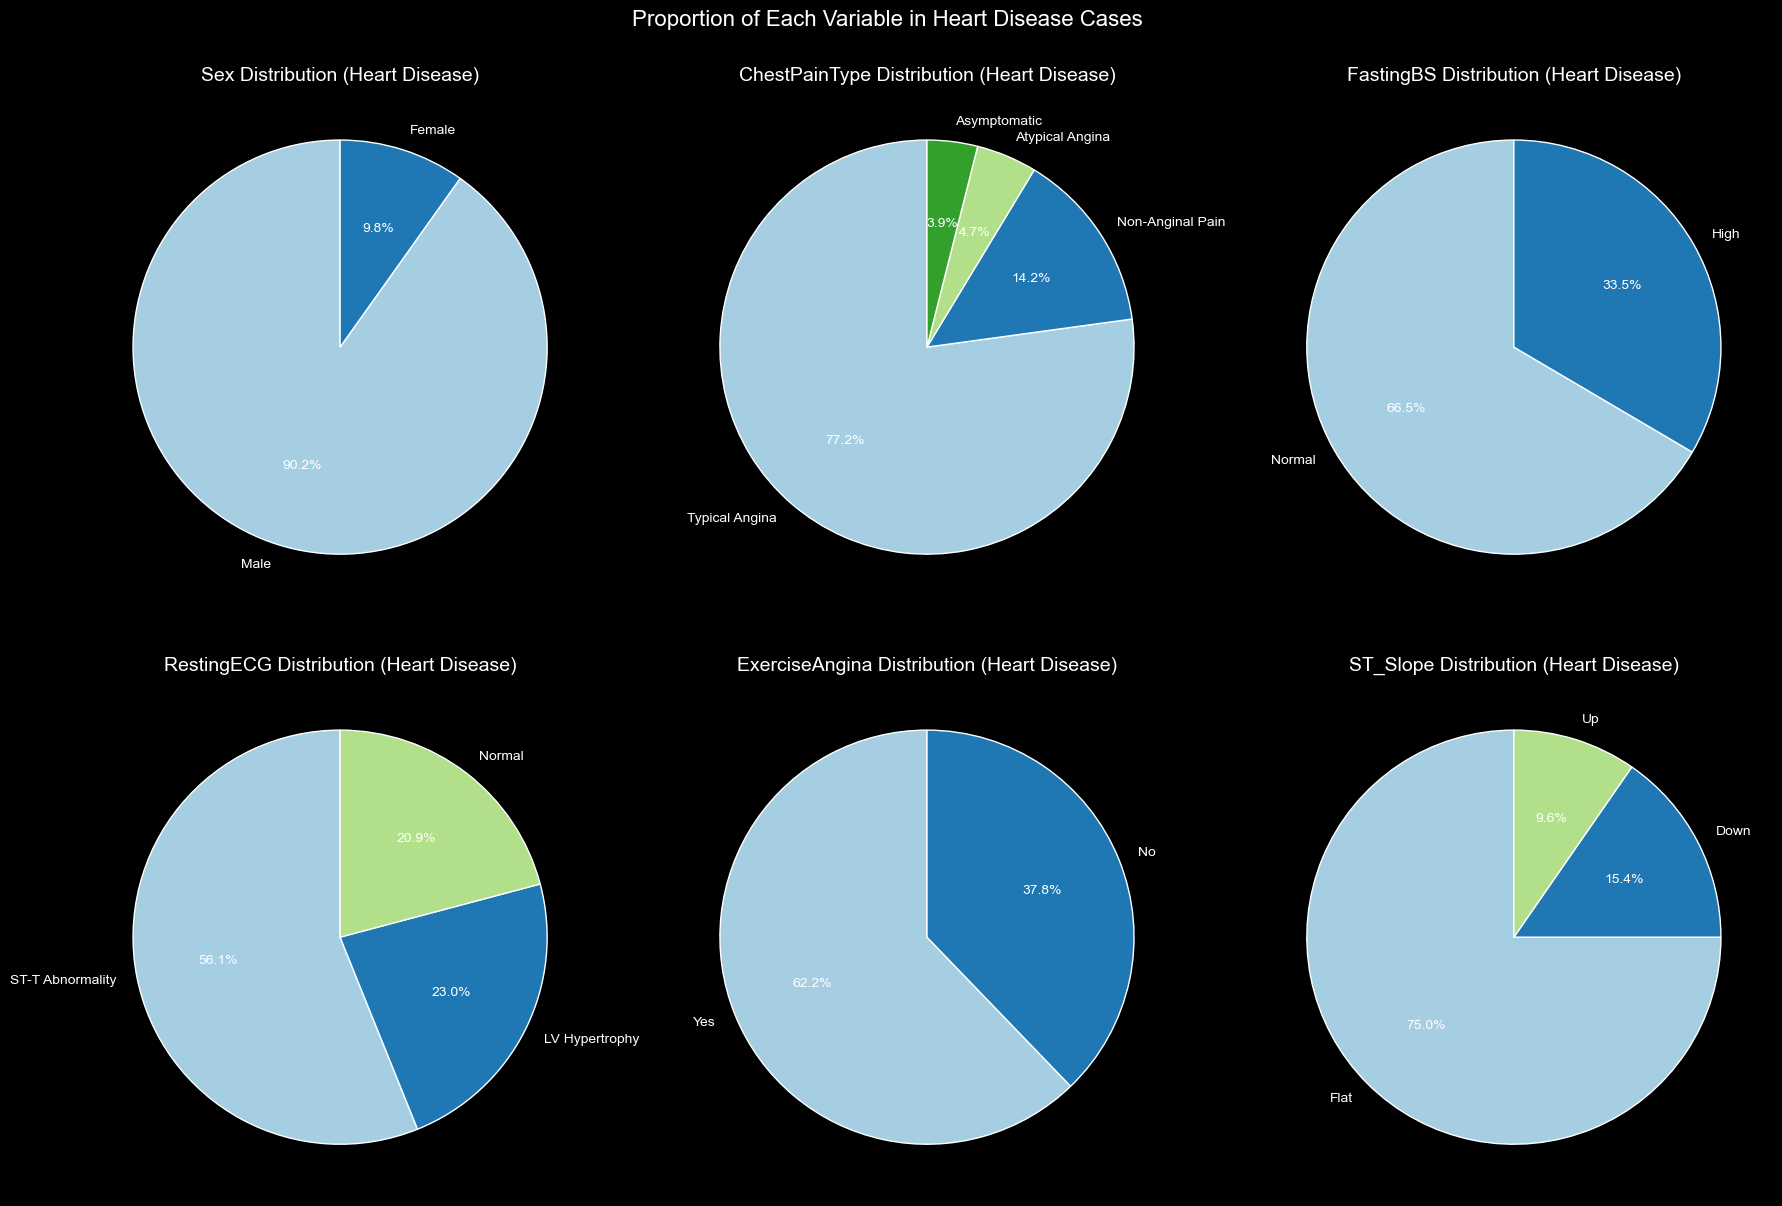 Proportion of Each Variable in Heart Disease Cases
Sex Distribution (Heart Disease)
Female
9.8%
90.2%
Male
ChestPainType Distribution (Heart Disease)
Asymptomatic
Atypical Angina
3.9%
4.7%
Non-Anginal Pain
14.2%
77.2%
Typical Angina
FastingBS Distribution (Heart Disease)
High
33.5%
66.5%
Normal
RestingECG Distribution (Heart Disease)
Normal
20.9%
56.1%
ST-T Abnormality
23.0%
LV Hypertrophy
ExerciseAngina Distribution (Heart Disease)
No
37.8%
62.2%
Yes
ST_Slope Distribution (Heart Disease)
Up
9.6%
Down
15.4%
75.0%
Flat